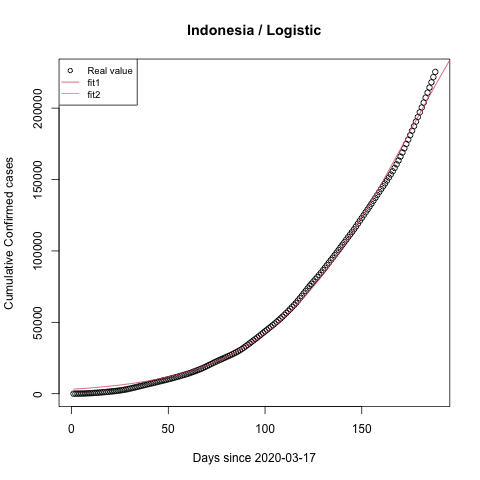 Indonesia / Logistic
Real value
fit1
fit2
Cumulative Confirmed cases
200000
150000
100000
50000
0
0 50 100 150
Days since 2020-03-17